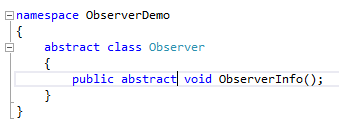 namespace ObserverDemo
{
    abstract class Observer
    {
        public abstract void ObserverInfo();
    }
}